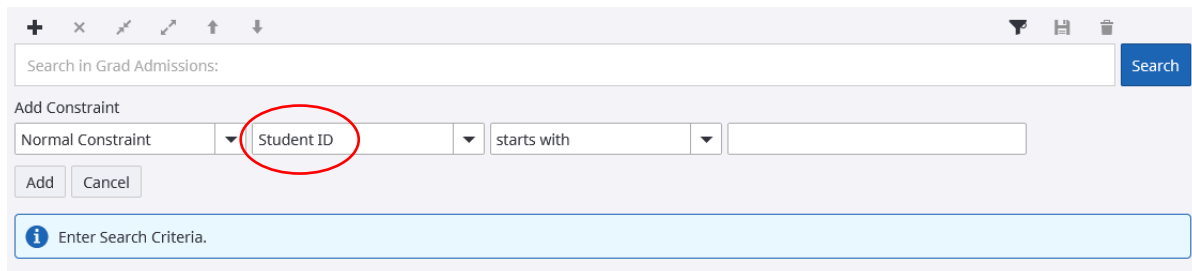 Search in Grad Admissions:
Search
Add Constraint
Normal Constraint Student ID starts with
Add Cancel
Enter Search Criteria.